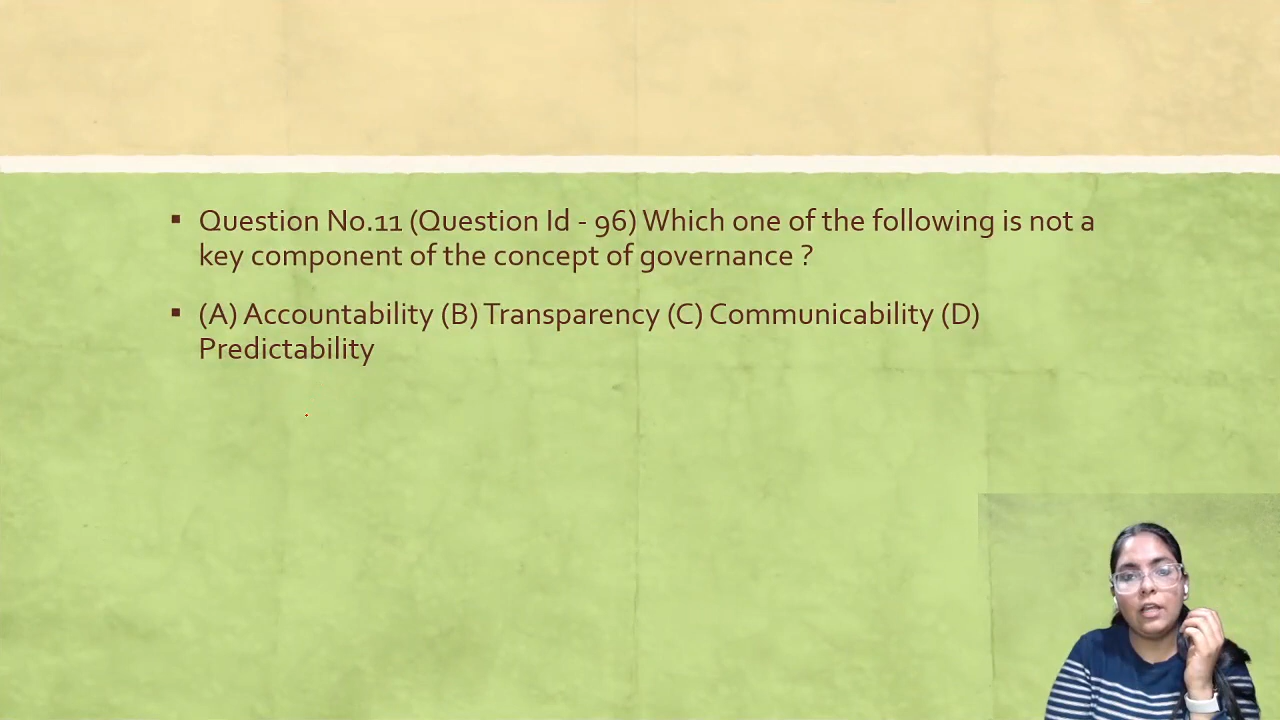 Question No.11 (Question Id - 96) Which one of the following is not a
key component of the concept of governance ?
(A) Accountability (B) Transparency (C) Communicability (D)
Predictability